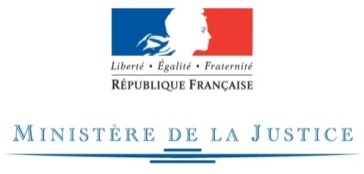 Liberté • Égalité • Fraternité
RÉPUBLIQUE FRANÇAISE
MINISTÈRE DE LA JUSTICE